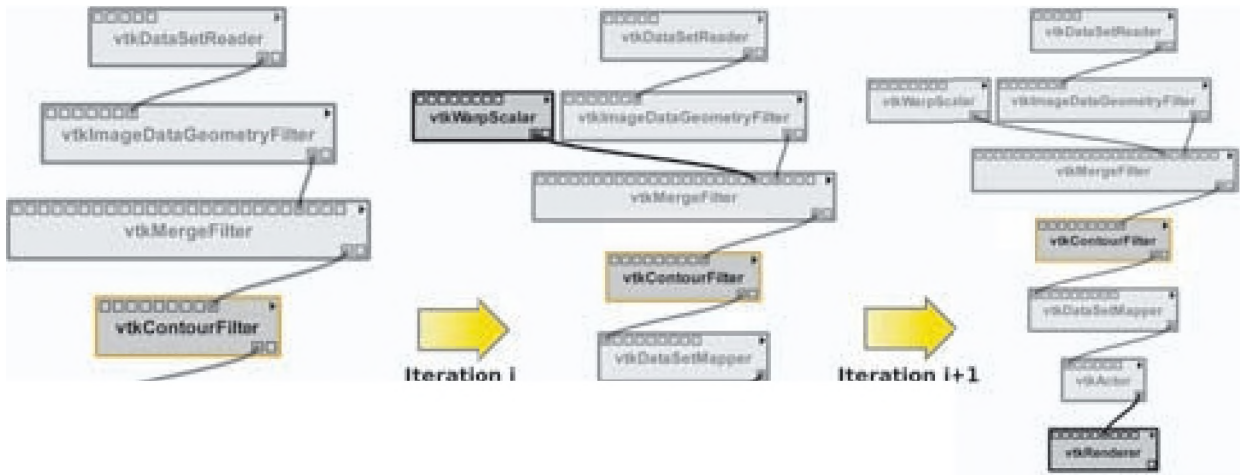 vtkDataSetReader
vtkImageDataGeometryFilter
vtkMergeFilter
vtkContourFilter
Iteration i
vtkDataSetReader
vtkWarpScalar
vtkImageDataGeometryFilter
vtkMergeFilter
vtkContourFilter
vtkDataSetMapper
Iteration i+1
vtkDataSetReader
vtkWarpScalar
vtkImageDataGeometryFilter
vtkMergeFilter
vtkContourFilter
vtkDataSetMapper
vtkActor
vtkRenderer